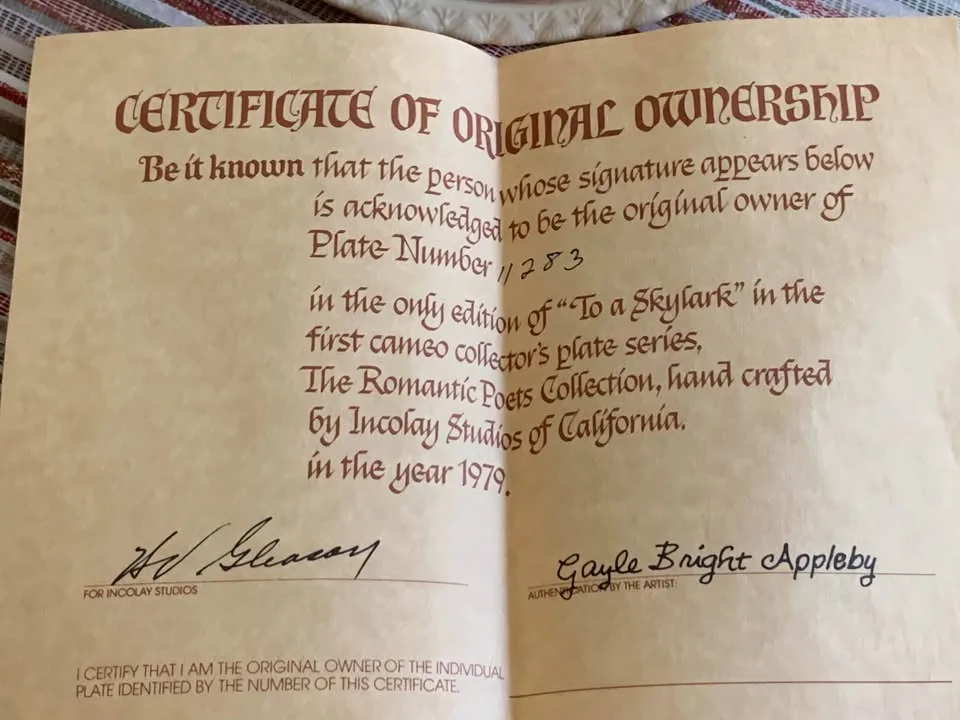 CERTIFICATE OF ORIGINAL OWNERSHIP
Be it known that the person whose signature appears below
is acknowledged to be the original owner of
Plate Number 11283
in the only edition of "To a Skylark" in the
first cameo collector's plate series,
The Romantic Poets Collection, hand crafted
by Incolay Studios of California.
in the year 1979.
Gleason
Gayle Bright Appleby
FOR INCOLAY STUDIOS
AUTHENTICATION BY THE ARTIST:
I CERTIFY THAT I AM THE ORIGINAL OWNER OF THE INDIVIDUAL
PLATE IDENTIFIED BY THE NUMBER OF THIS CERTIFICATE.